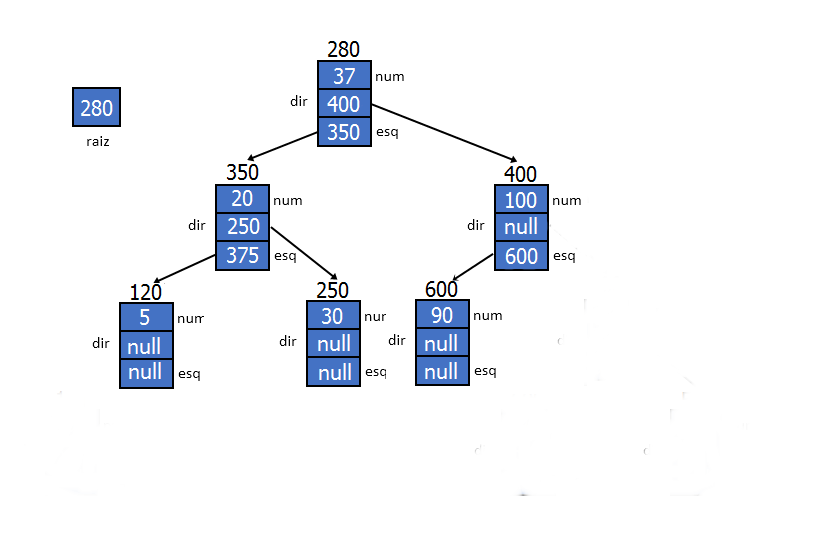 280
37 num
dir 400
350 esq
280
raiz
350
20 num
dir 250
375 esq
400
100 num
dir null
600 esq
120
5 num
dir null
null esq
250
30 nur
dir null
null esq
600
90 num
dir null
null esq